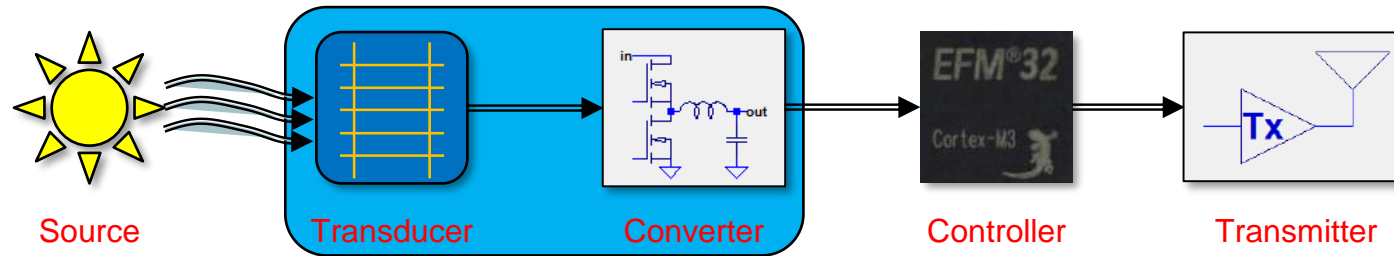 in
out
EFM®32
Cortex-M3
Tx
Source
Transducer
Converter
Controller
Transmitter